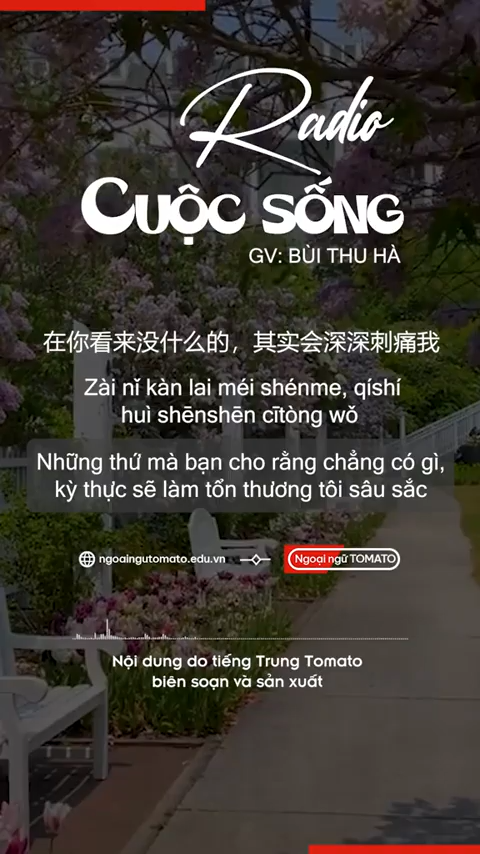 Radio
CUỘC SỐNG
GV: BÙI THU HÀ
在你看来没什么的，其实会深深刺痛我
Zài nǐ kàn lai méi shénme, qíshí
huì shēnshēn cītòng wǒ
Những thứ mà bạn cho rằng chẳng có gì,
kỳ thực sẽ làm tổn thương tôi sâu sắc
ngoaingutomato.edu.vn
Ngoại ngữ TOMATO
Nội dung do tiếng Trung Tomato
biên soạn và sản xuất